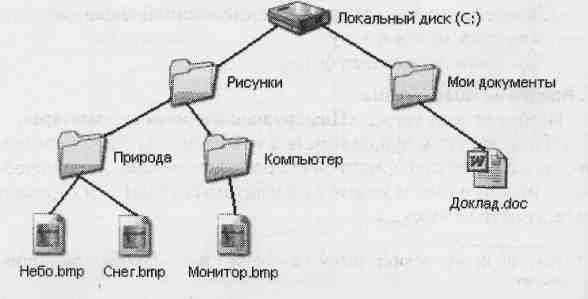 Локальный диск (C:)
Рисунки
Мои документы
Природа
Компьютер
W
Доклад.doc
Небо.bmp
Снег.bmp
Монитор.bmp